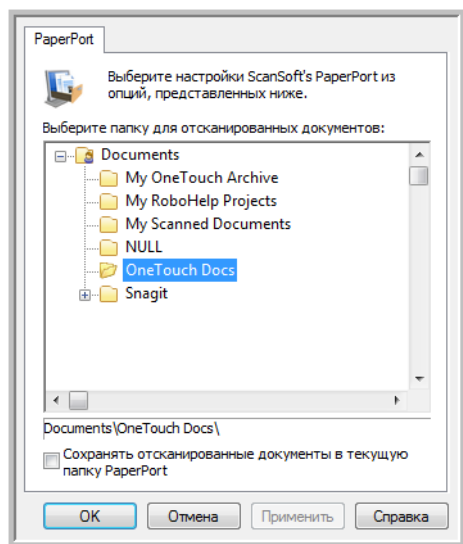 PaperPort
Выберите настройки ScanSoft's PaperPort из
опций, представленных ниже.
Выберите папку для отсканированных документов:
Documents
My OneTouch Archive
My RoboHelp Projects
My Scanned Documents
NULL
OneTouch Docs
Snagit
Documents\OneTouch Docs\
Сохранять отсканированные документы в текущую
папку PaperPort
OK
Отмена
Применить
Справка